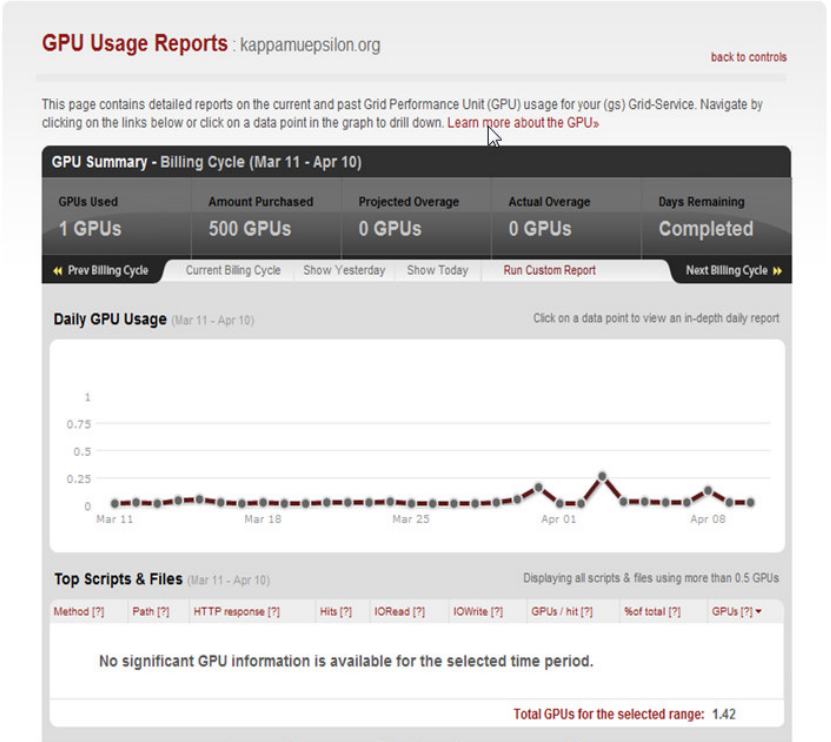 GPU Usage Reports : kappamuepsilon.org
back to controls
This page contains detailed reports on the current and past Grid Performance Unit (GPU) usage for your (gs) Grid-Service. Navigate by
clicking on the links below or click on a data point in the graph to drill down. Learn more about the GPU»
GPU Summary - Billing Cycle (Mar 11 - Apr 10)
GPUs Used Amount Purchased Projected Overage Actual Overage Days Remaining
1 GPUs 500 GPUs 0 GPUs 0 GPUs Completed
Prev Billing Cycle Current Billing Cycle Show Yesterday Show Today Run Custom Report Next Billing Cycle
Daily GPU Usage (Mar 11 - Apr 10) Click on a data point to view an in-depth daily report
1
0.75
0.5
0.25
0
Mar 11 Mar 18 Mar 25 Apr 01 Apr 08
Top Scripts & Files (Mar 11 - Apr 10) Displaying all scripts & files using more than 0.5 GPUs
Method [?] Path [?] HTTP response [?] Hits [?] IORead [?] IOWrite [?] GPUs / hit [?] %of total [?] GPUs [?]
No significant GPU information is available for the selected time period.
Total GPUs for the selected range: 1.42